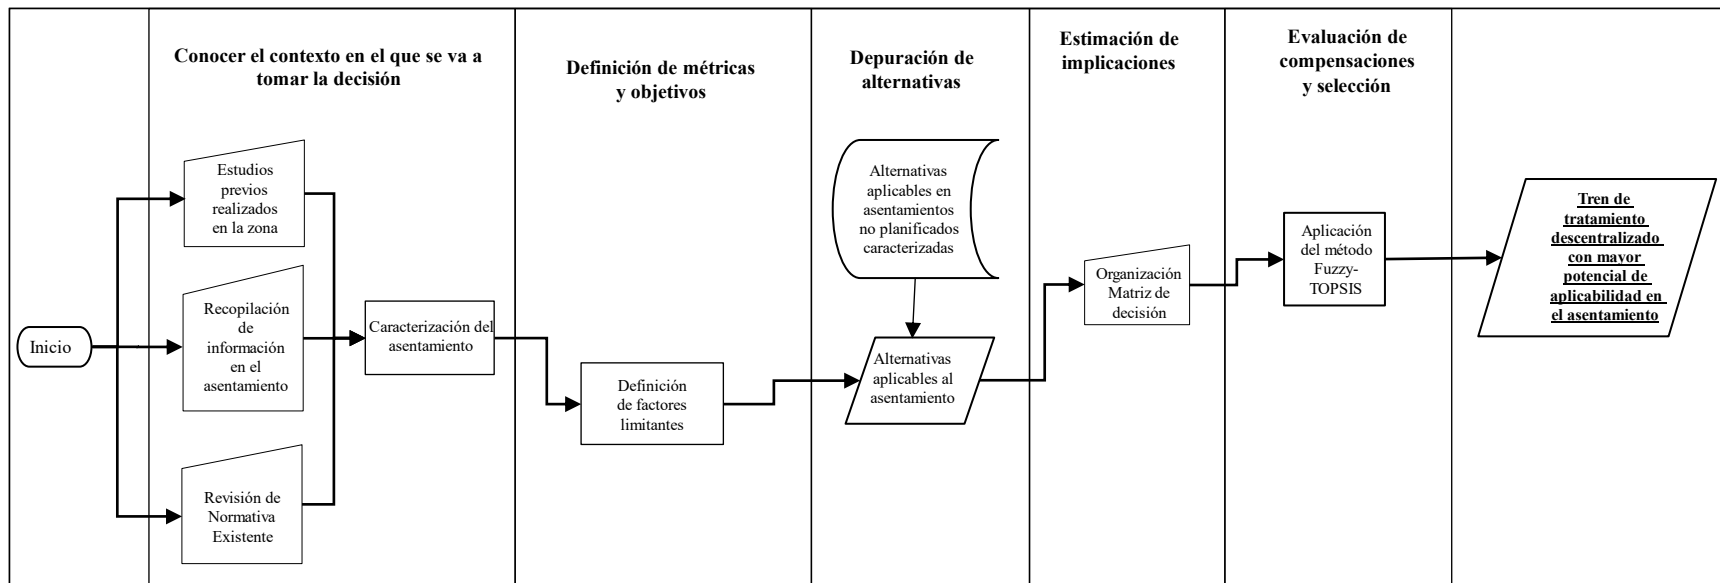 Conocer el contexto en el que se va a
tomar la decisión
Definición de métricas
y objetivos
Depuración de
alternativas
Estimación de
implicaciones
Evaluación de
compensaciones
y selección
Inicio
Estudios
previos
realizados
en la zona
Recopilación
de
información
en el
asentamiento
Revisión de
Normativa
Existente
Caracterización del
asentamiento
Definición
de factores
limitantes
Alternativas
aplicables en
asentamientos
no planificados
caracterizadas
Alternativas
aplicables al
asentamiento
Organización
Matriz de
decisión
Aplicación
del método
Fuzzy-
TOPSIS
Tren de
tratamiento
descentralizado
con mayor
potencial de
aplicabilidad en
el asentamiento